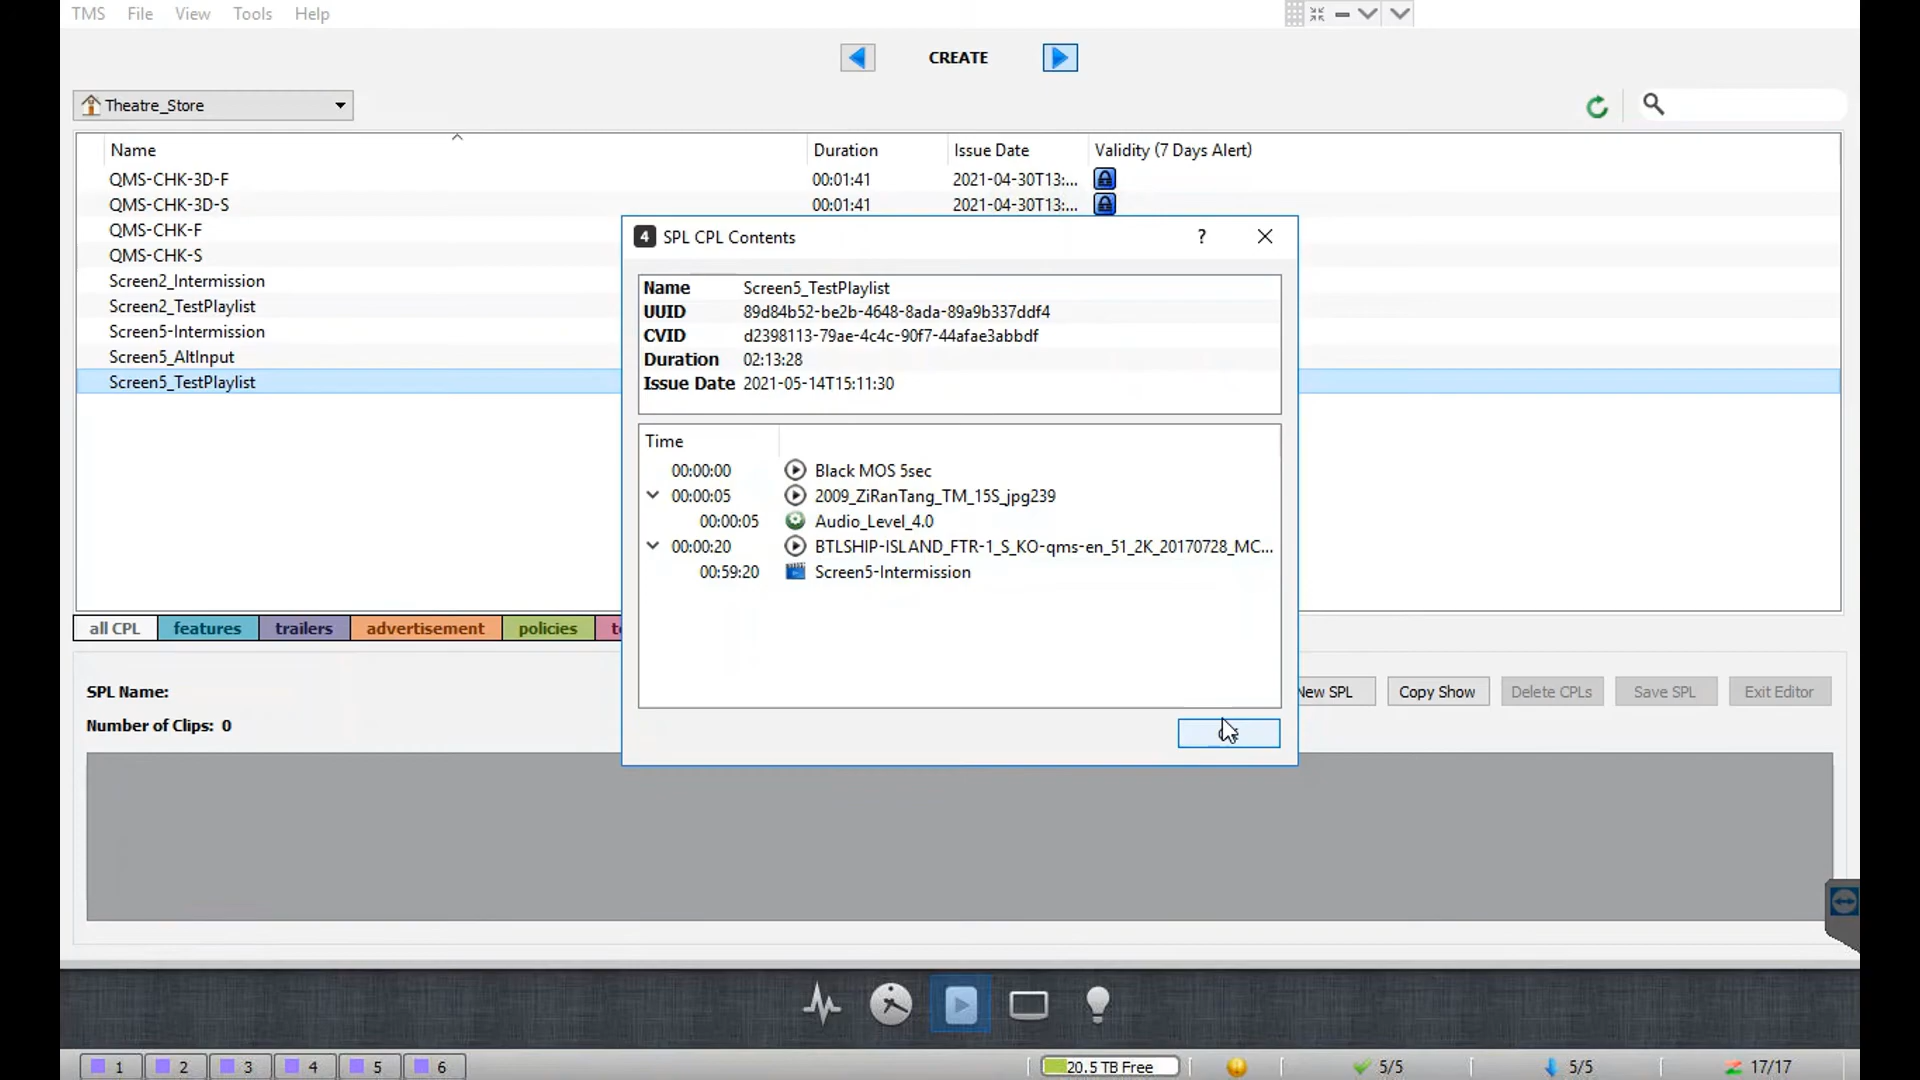 TMS File View Tools Help
CREATE
Theatre_Store
Name Duration Issue Date Validity (7 Days Alert)
QMS-CHK-3D-F 00:01:41 2021-04-30T13:...
QMS-CHK-3D-S 00:01:41 2021-04-30T13:...
QMS-CHK-F
QMS-CHK-S
Screen2_Intermission
Screen2_TestPlaylist
Screen5-Intermission
Screen5_AltInput
Screen5_TestPlaylist
4 SPL CPL Contents ?
Name Screen5_TestPlaylist
UUID 89d84b52-be2b-4648-8ada-89a9b337ddf4
CVID d2398113-79ae-4c4c-90f7-44afae3abbdf
Duration 02:13:28
Issue Date 2021-05-14T15:11:30
Time
00:00:00 Black MOS 5sec
00:00:05 2009_ZiRanTang_TM_15S_jpg239
00:00:05 Audio_Level_4.0
00:00:20 BTLSHIP-ISLAND_FTR-1_S_KO-qms-en_51_2K_20170728_MC...
00:59:20 Screen5-Intermission
all CPL features trailers advertisement policies
SPL Name:
New SPL Copy Show Delete CPLs Save SPL Exit Editor
Number of Clips: 0
1 2 3 4 5 6 20.5 TB Free 5/5 5/5 17/17